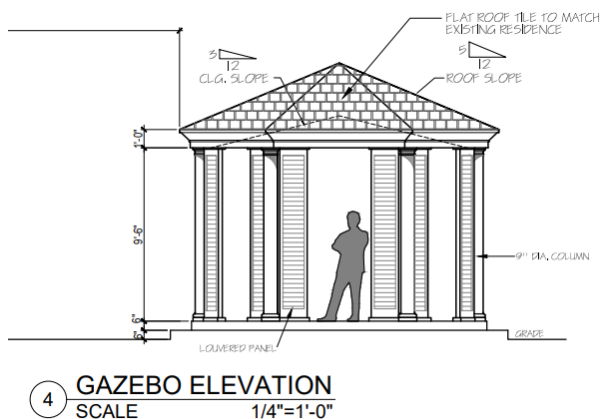 FLAT ROOF TILE TO MATCH
EXISTING RESIDENCE
3
12
CLG. SLOPE
5
12
ROOF SLOPE
1'-0"
9'-6"
9" DIA. COLUMN
6"
6"
GRADE
LOUVERED PANEL
4
GAZEBO ELEVATION
SCALE 1/4"=1'-0"